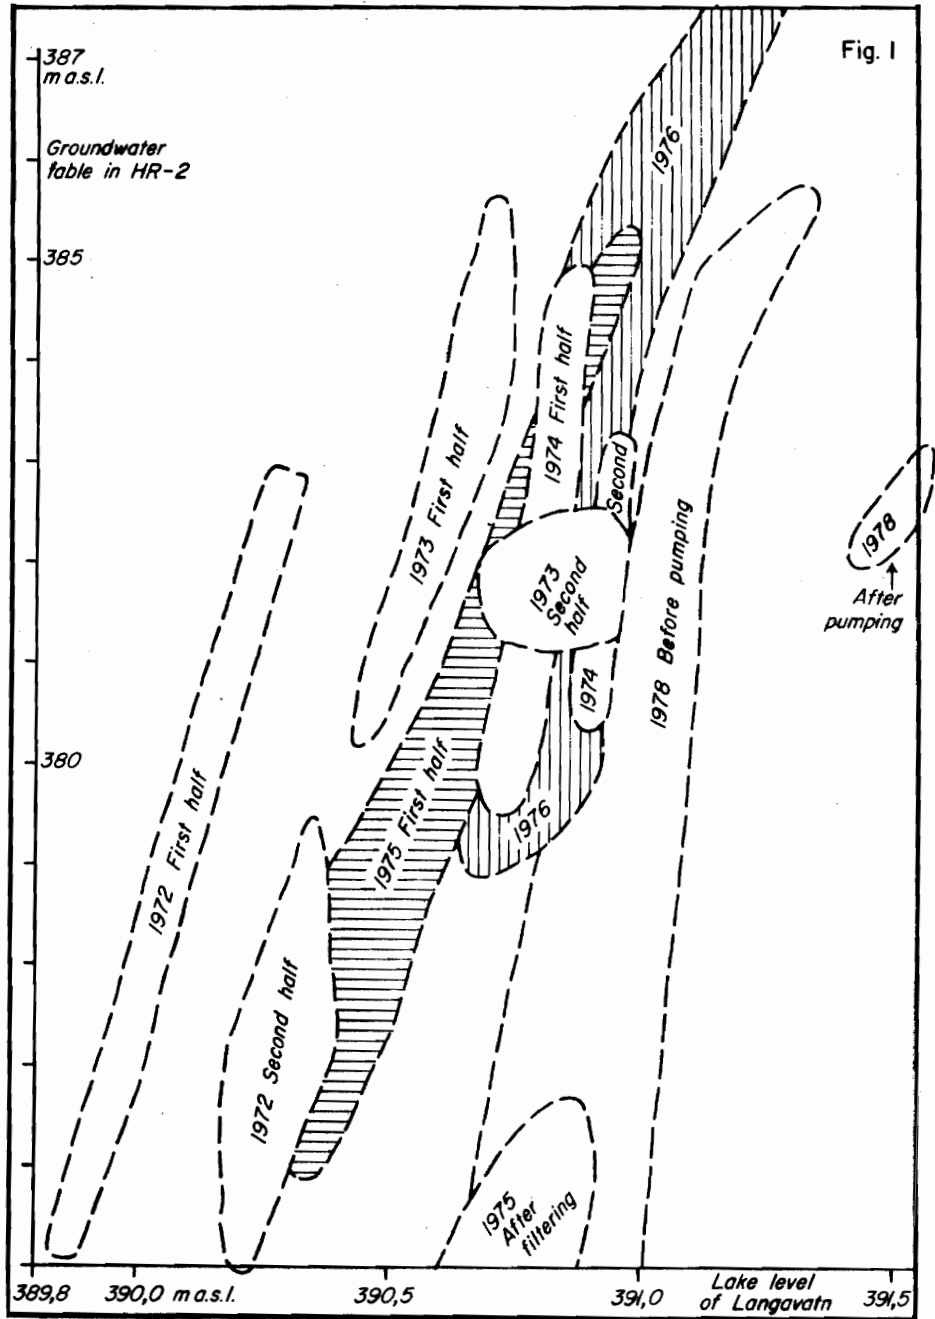 Fig. 1
387
m a.s.l.
Groundwater
table in HR-2
1976
385
1974 First half
1973 First half
Second
1978
After
pumping
1973
Second
half
1978 Before pumping
1974
380
1975 First half
1976
1972 First half
1972 Second half
1975
After
filtering
389,8
390,0 m a.s.l.
390,5
391,0
Lake level
of Langavatn
391,5